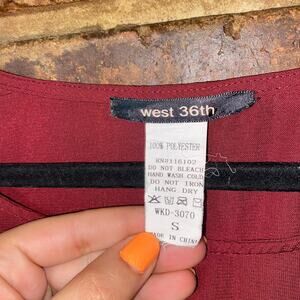 west 36th
100% POLYESTER
RN#116102
DO NOT BLEACH
HAND WASH COLD
DO NOT IRON
HANG DRY
WKD-3070
S
MADE IN CHINA